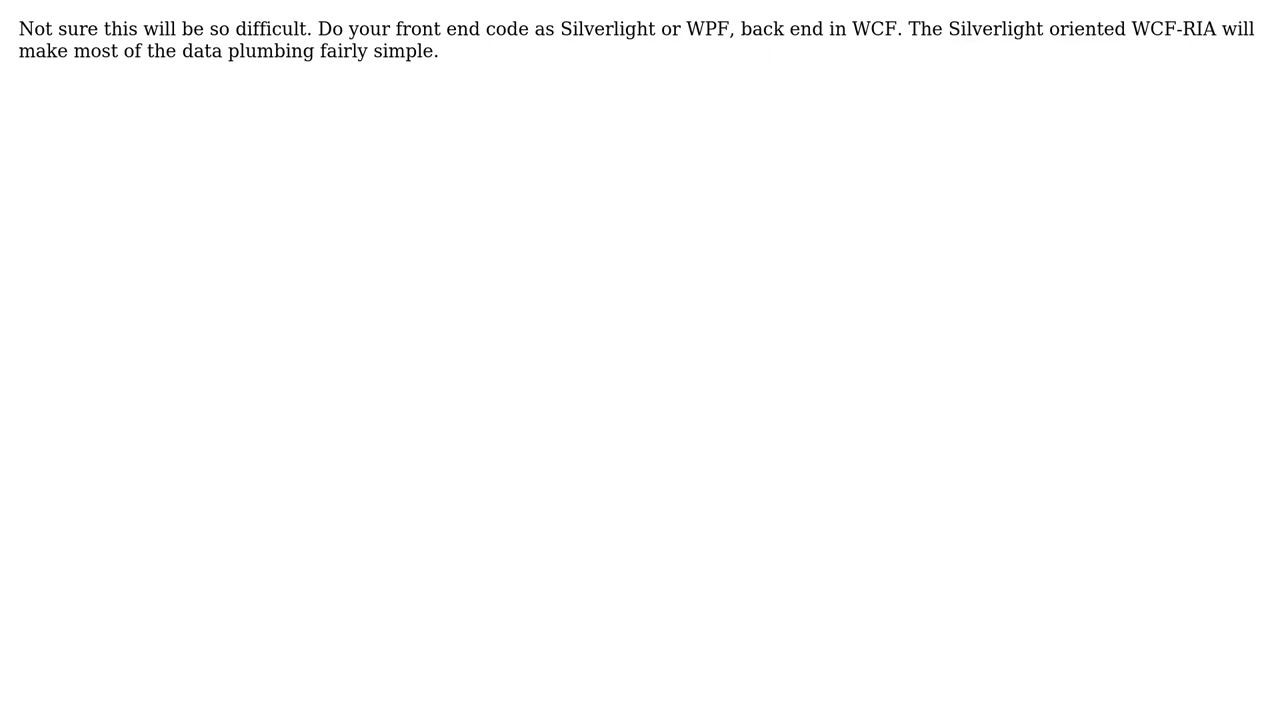 Not sure this will be so difficult. Do your front end code as Silverlight or WPF, back end in WCF. The Silverlight oriented WCF-RIA will
make most of the data plumbing fairly simple.